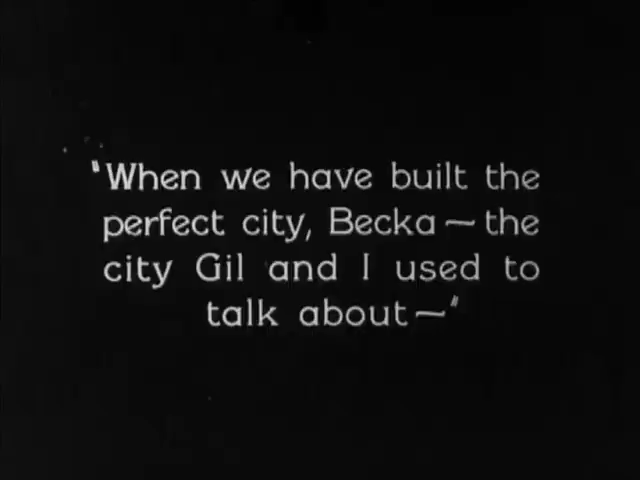 "When we have built the
perfect city, Becka — the
city Gil and I used to
talk about —"